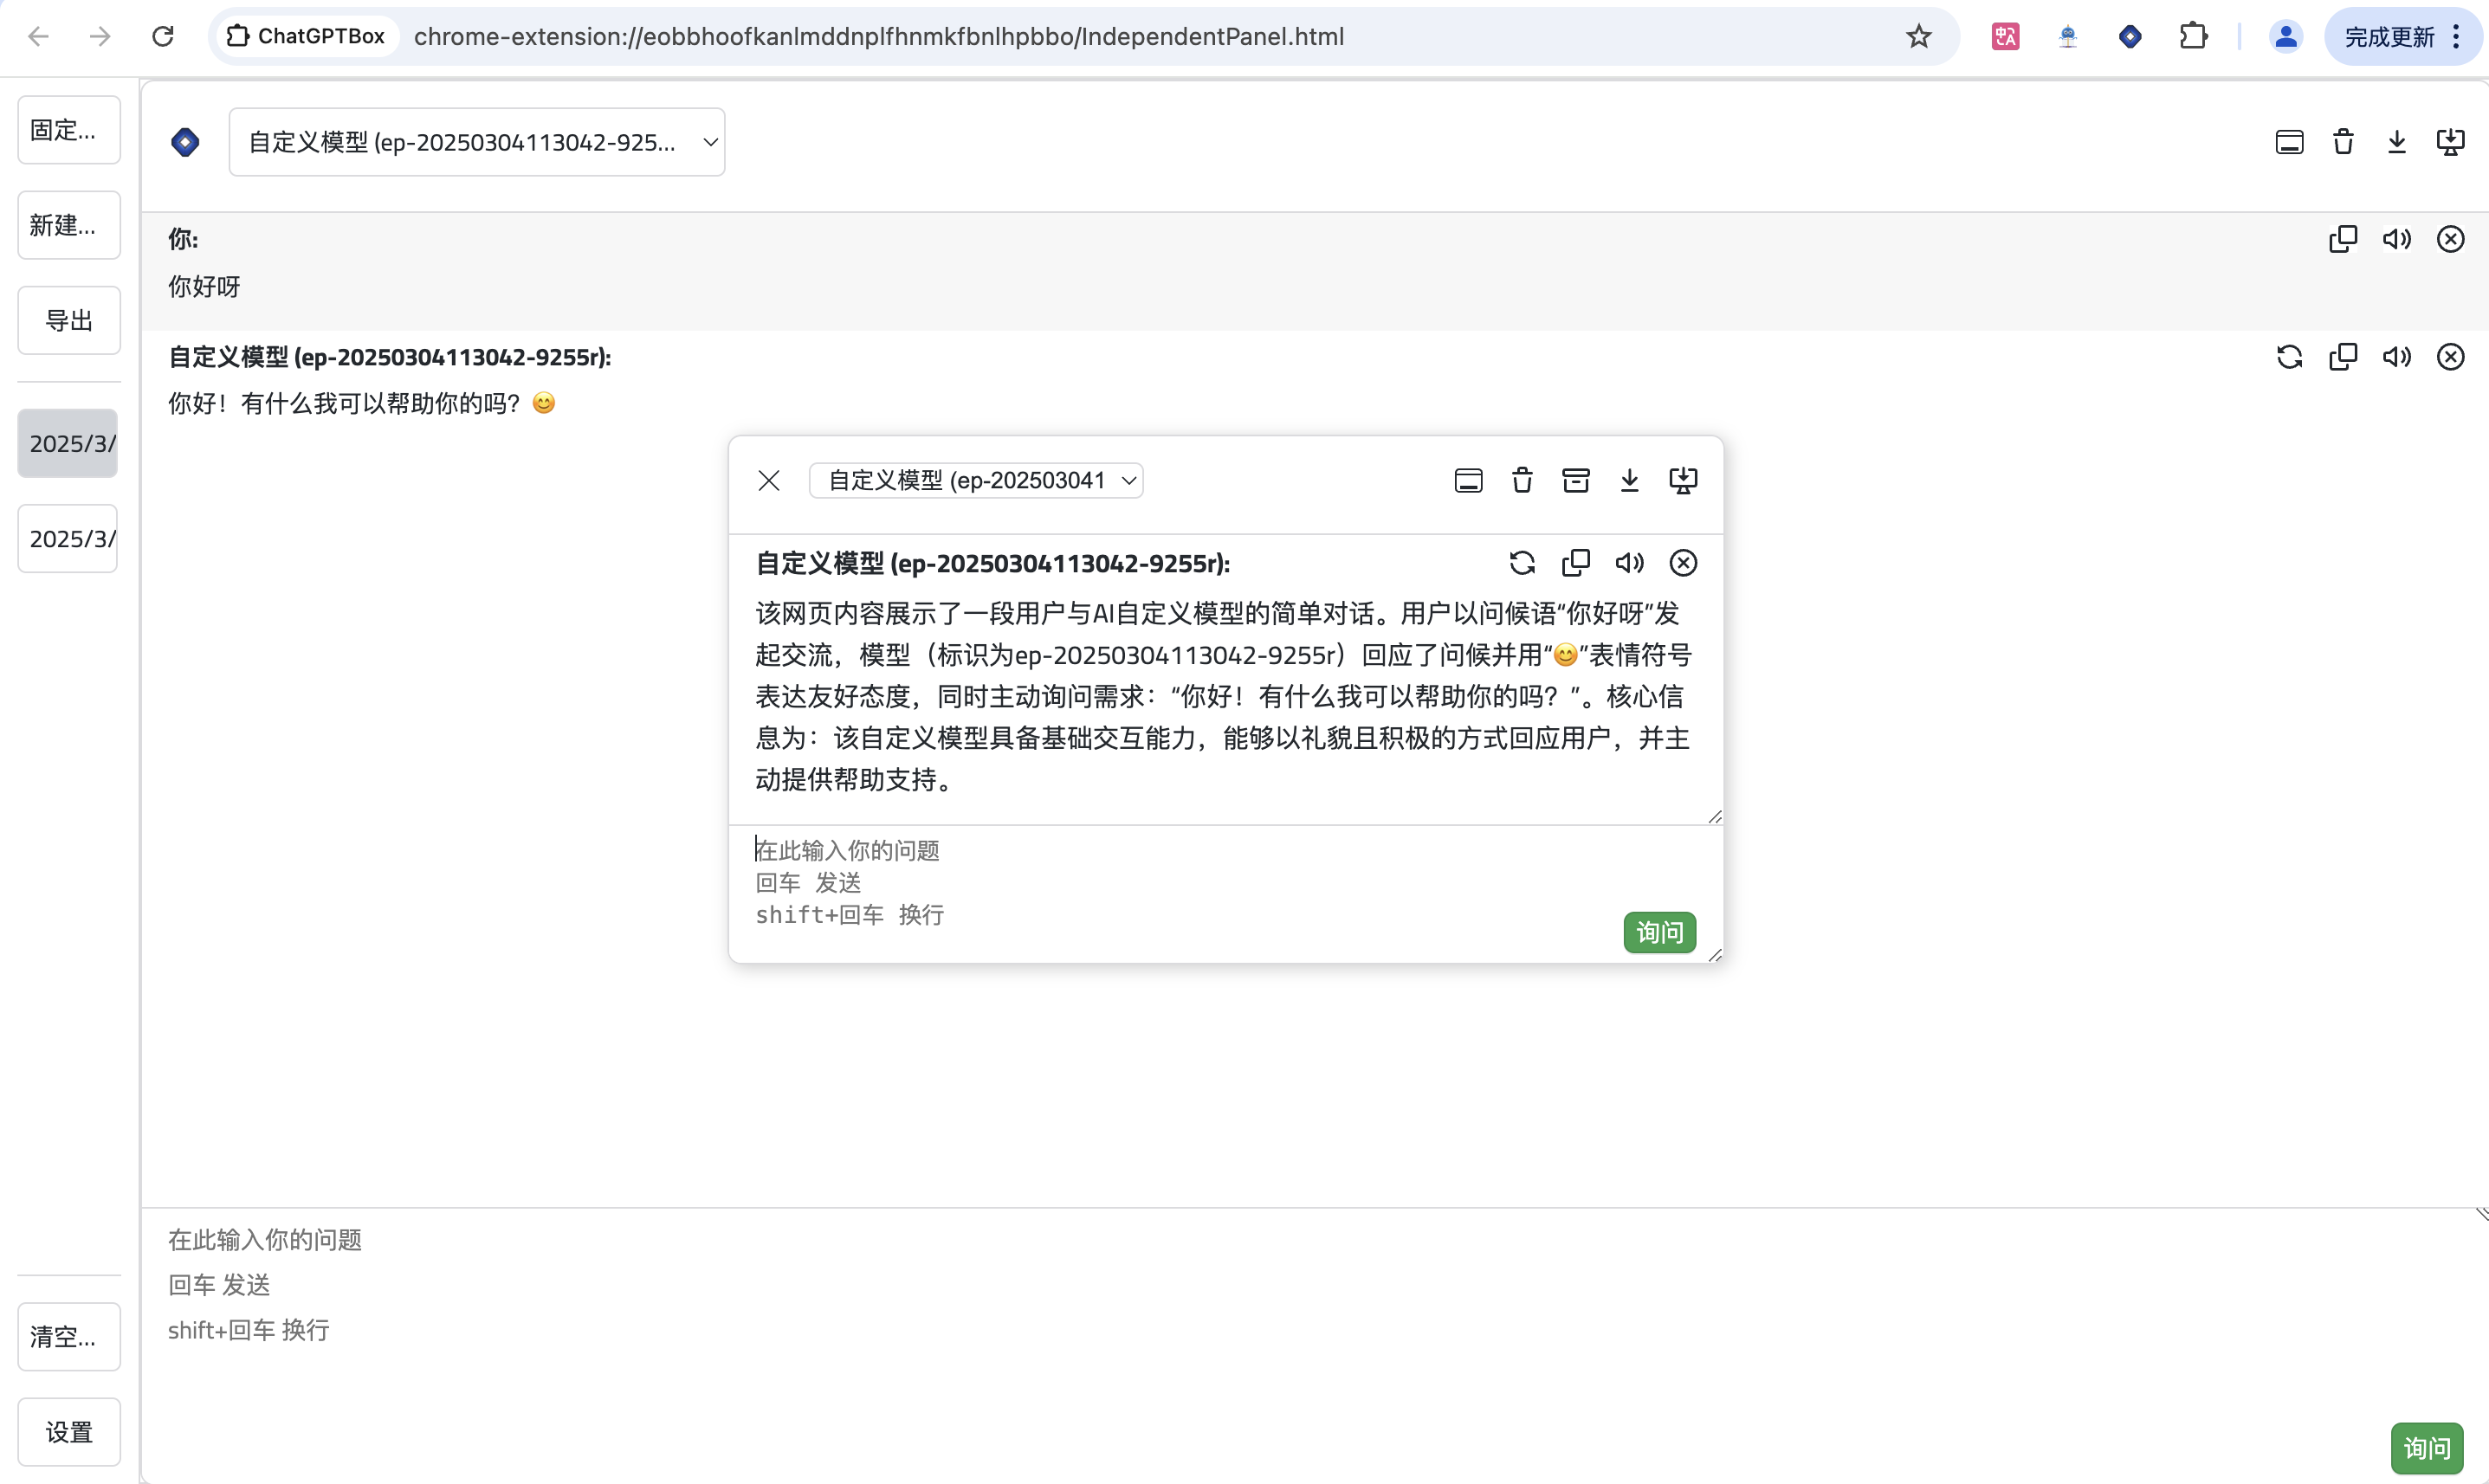 ChatGPTBox
chrome-extension://eobbhoofkanlmddnplfhnmkfbnlhpbbo/IndependentPanel.html
完成更新
固定...
新建...
导出
2025/3/
2025/3/
清空...
设置
自定义模型 (ep-20250304113042-925...
你:
你好呀
自定义模型 (ep-20250304113042-9255r):
你好！有什么我可以帮助你的吗？😊
自定义模型 (ep-202503041
自定义模型 (ep-20250304113042-9255r):
该网页内容展示了一段用户与AI自定义模型的简单对话。用户以问候语“你好呀”发
起交流，模型（标识为ep-20250304113042-9255r）回应了问候并用“😊”表情符号
表达友好态度，同时主动询问需求：“你好！有什么我可以帮助你的吗？”。核心信
息为：该自定义模型具备基础交互能力，能够以礼貌且积极的方式回应用户，并主
动提供帮助支持。
在此输入你的问题
回车 发送
shift+回车 换行
询问
在此输入你的问题
回车 发送
shift+回车 换行
询问